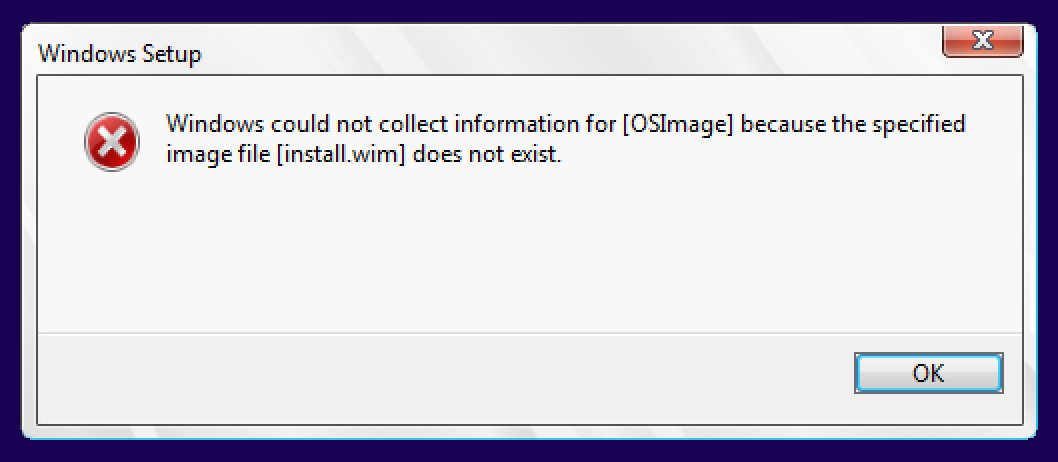 Windows Setup
Windows could not collect information for [OSImage] because the specified
image file [install.wim] does not exist.
OK